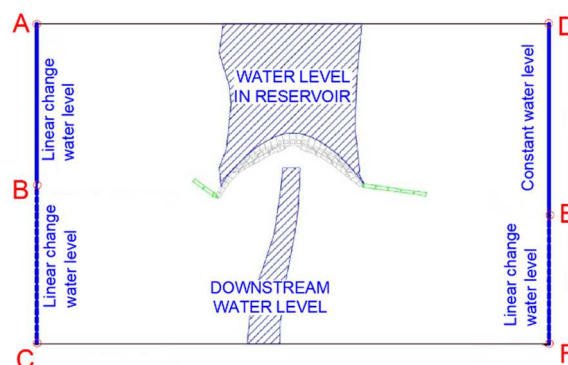 A
D
WATER LEVEL
IN RESERVOIR
Linear change
water level
Constant water level
B
E
Linear change
water level
DOWNSTREAM
WATER LEVEL
Linear change
water level
C
F